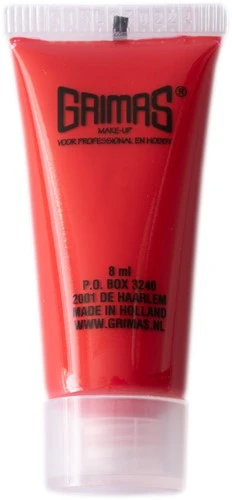 GRIMAS®
MAKE-UP
VOOR PROFESSIONAL EN HOBBY
8 ml
P.O. BOX 3240
2001 DE HAARLEM
MADE IN HOLLAND
WWW.GRIMAS.NL